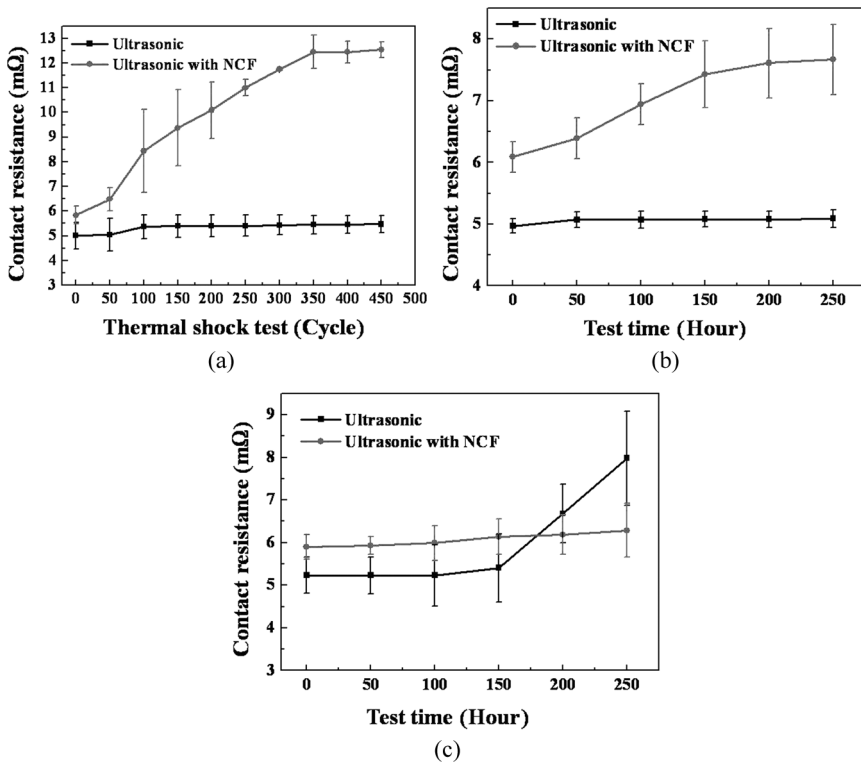 Ultrasonic
Ultrasonic with NCF
Contact resistance (mΩ)
13
12
11
10
9
8
7
6
5
4
3
0 50 100 150 200 250 300 350 400 450 500
Thermal shock test (Cycle)
(a)
Ultrasonic
Ultrasonic with NCF
Contact resistance (mΩ)
8
7
6
5
4
0 50 100 150 200 250
Test time (Hour)
(b)
Ultrasonic
Ultrasonic with NCF
Contact resistance (mΩ)
9
8
7
6
5
4
3
0 50 100 150 200 250
Test time (Hour)
(c)